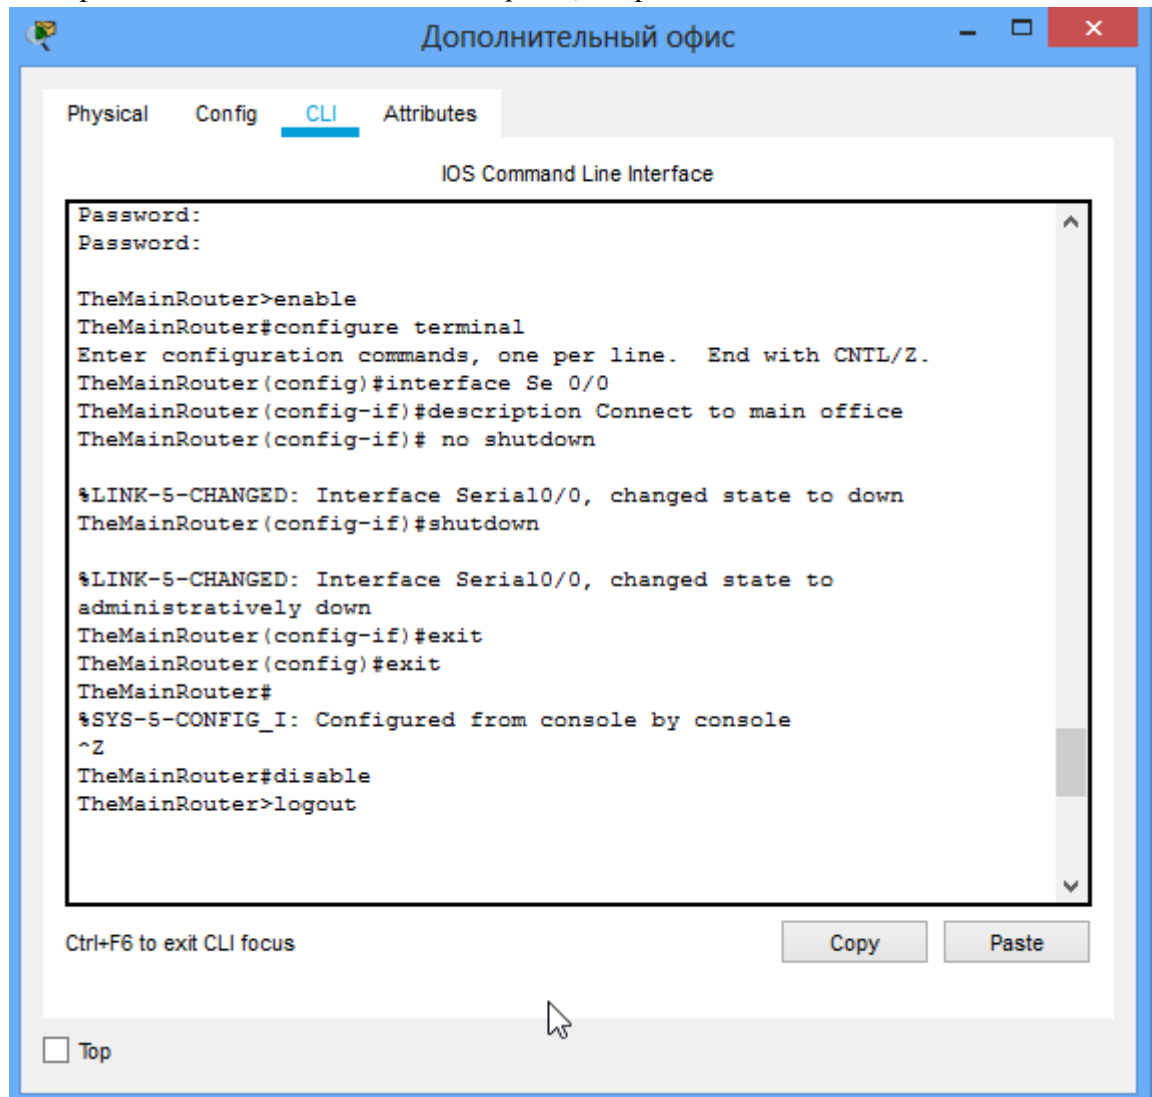 Дополнительный офис
Physical Config CLI Attributes
IOS Command Line Interface
Password:
Password:
TheMainRouter>enable
TheMainRouter#configure terminal
Enter configuration commands, one per line.  End with CNTL/Z.
TheMainRouter(config)#interface Se 0/0
TheMainRouter(config-if)#description Connect to main office
TheMainRouter(config-if)# no shutdown
%LINK-5-CHANGED: Interface Serial0/0, changed state to down
TheMainRouter(config-if)#shutdown
%LINK-5-CHANGED: Interface Serial0/0, changed state to
administratively down
TheMainRouter(config-if)#exit
TheMainRouter(config)#exit
TheMainRouter#
%SYS-5-CONFIG_I: Configured from console by console
^Z
TheMainRouter#disable
TheMainRouter>logout
Ctrl+F6 to exit CLI focus
Copy Paste
Top